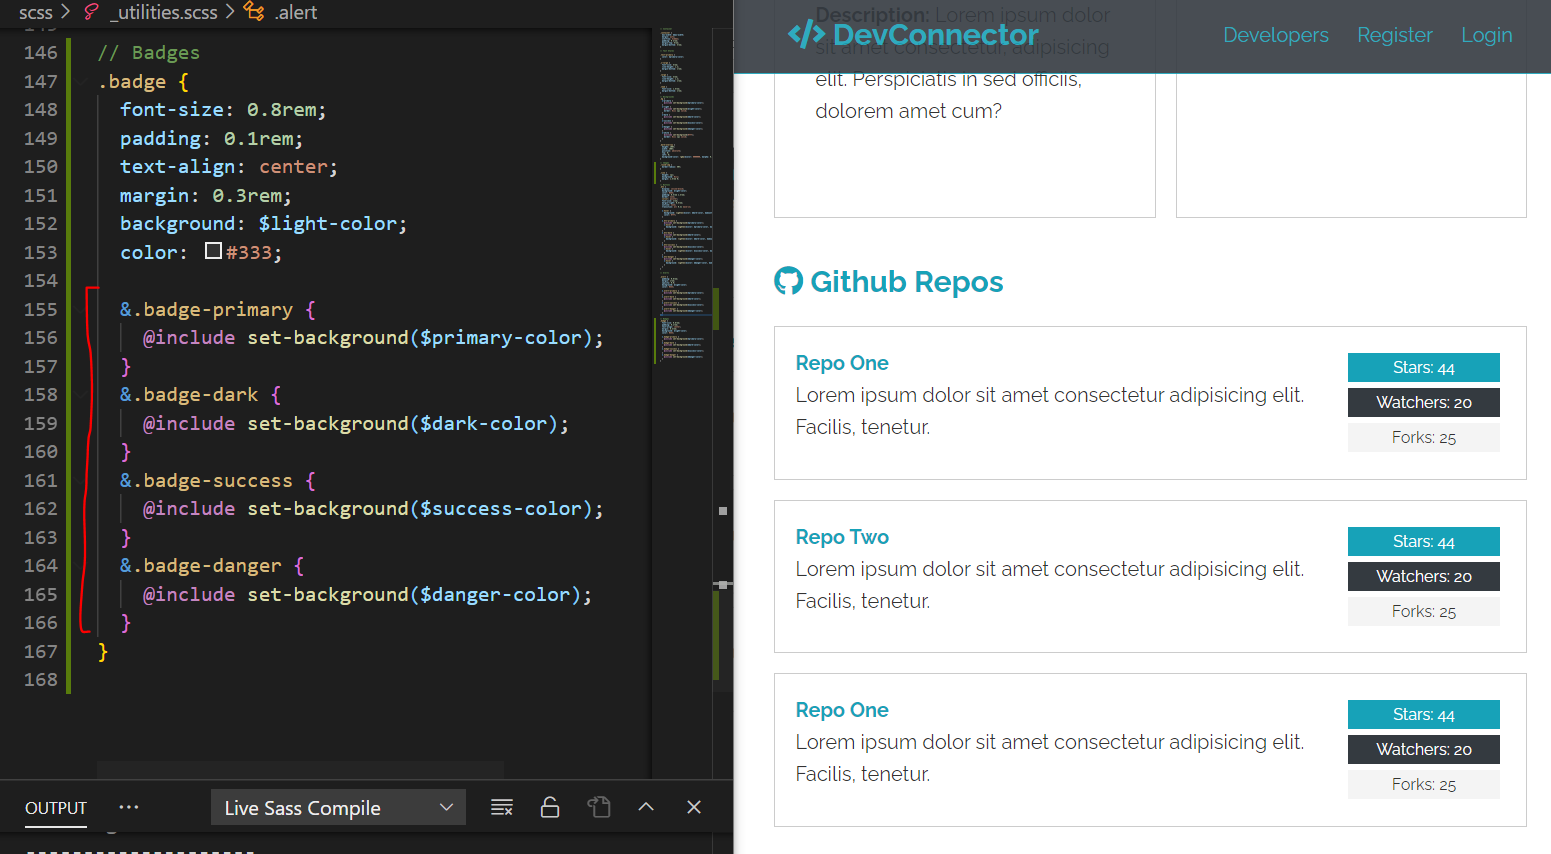 scss > _utilities.scss > .alert
146 // Badges
147 .badge {
148 font-size: 0.8rem;
149 padding: 0.1rem;
150 text-align: center;
151 margin: 0.3rem;
152 background: $light-color;
153 color: #333;
154
155 &.badge-primary {
156 @include set-background($primary-color);
157 }
158 &.badge-dark {
159 @include set-background($dark-color);
160 }
161 &.badge-success {
162 @include set-background($success-color);
163 }
164 &.badge-danger {
165 @include set-background($danger-color);
166 }
167 }
168
OUTPUT ···
Live Sass Compile
Description: Lorem ipsum dolor
</> DevConnector
Developers Register Login
sit amet consectetur, adipisicing
elit. Perspiciatis in sed officiis,
dolorem amet cum?
Github Repos
Repo One
Lorem ipsum dolor sit amet consectetur adipisicing elit.
Facilis, tenetur.
Stars: 44
Watchers: 20
Forks: 25
Repo Two
Lorem ipsum dolor sit amet consectetur adipisicing elit.
Facilis, tenetur.
Stars: 44
Watchers: 20
Forks: 25
Repo One
Lorem ipsum dolor sit amet consectetur adipisicing elit.
Facilis, tenetur.
Stars: 44
Watchers: 20
Forks: 25